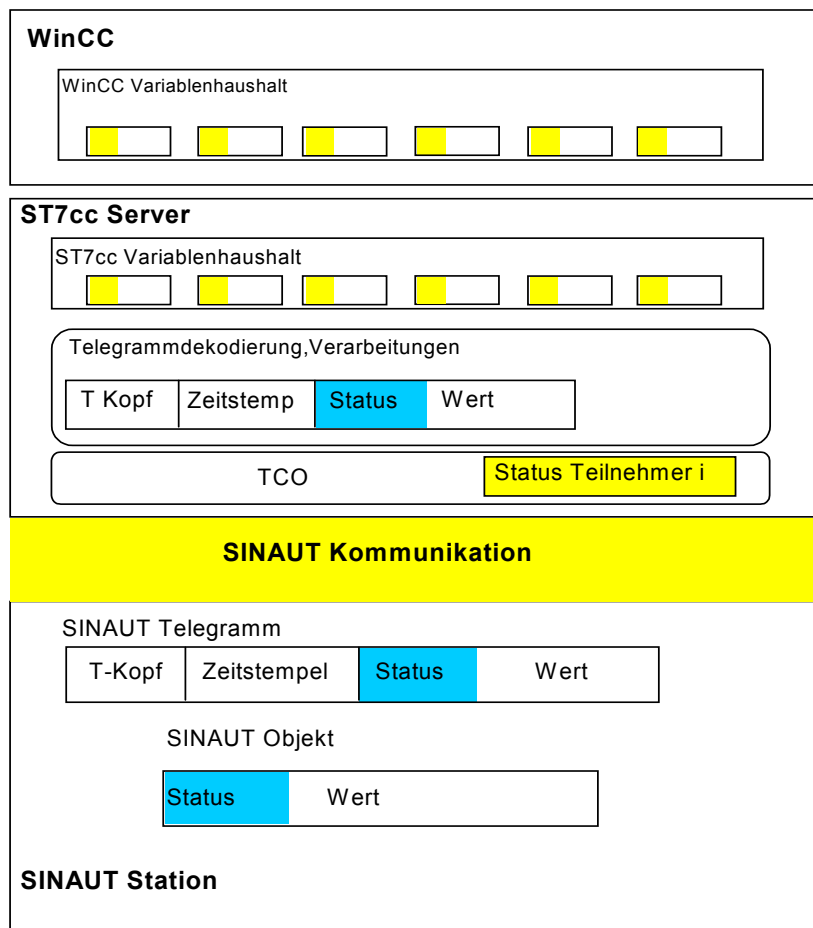 WinCC
WinCC Variablenhaushalt
ST7cc Server
ST7cc Variablenhaushalt
Telegrammdekodierung,Verarbeitungen
T Kopf Zeitstemp Status Wert
TCO Status Teilnehmer i
SINAUT Kommunikation
SINAUT Telegramm
T-Kopf Zeitstempel Status Wert
SINAUT Objekt
Status Wert
SINAUT Station